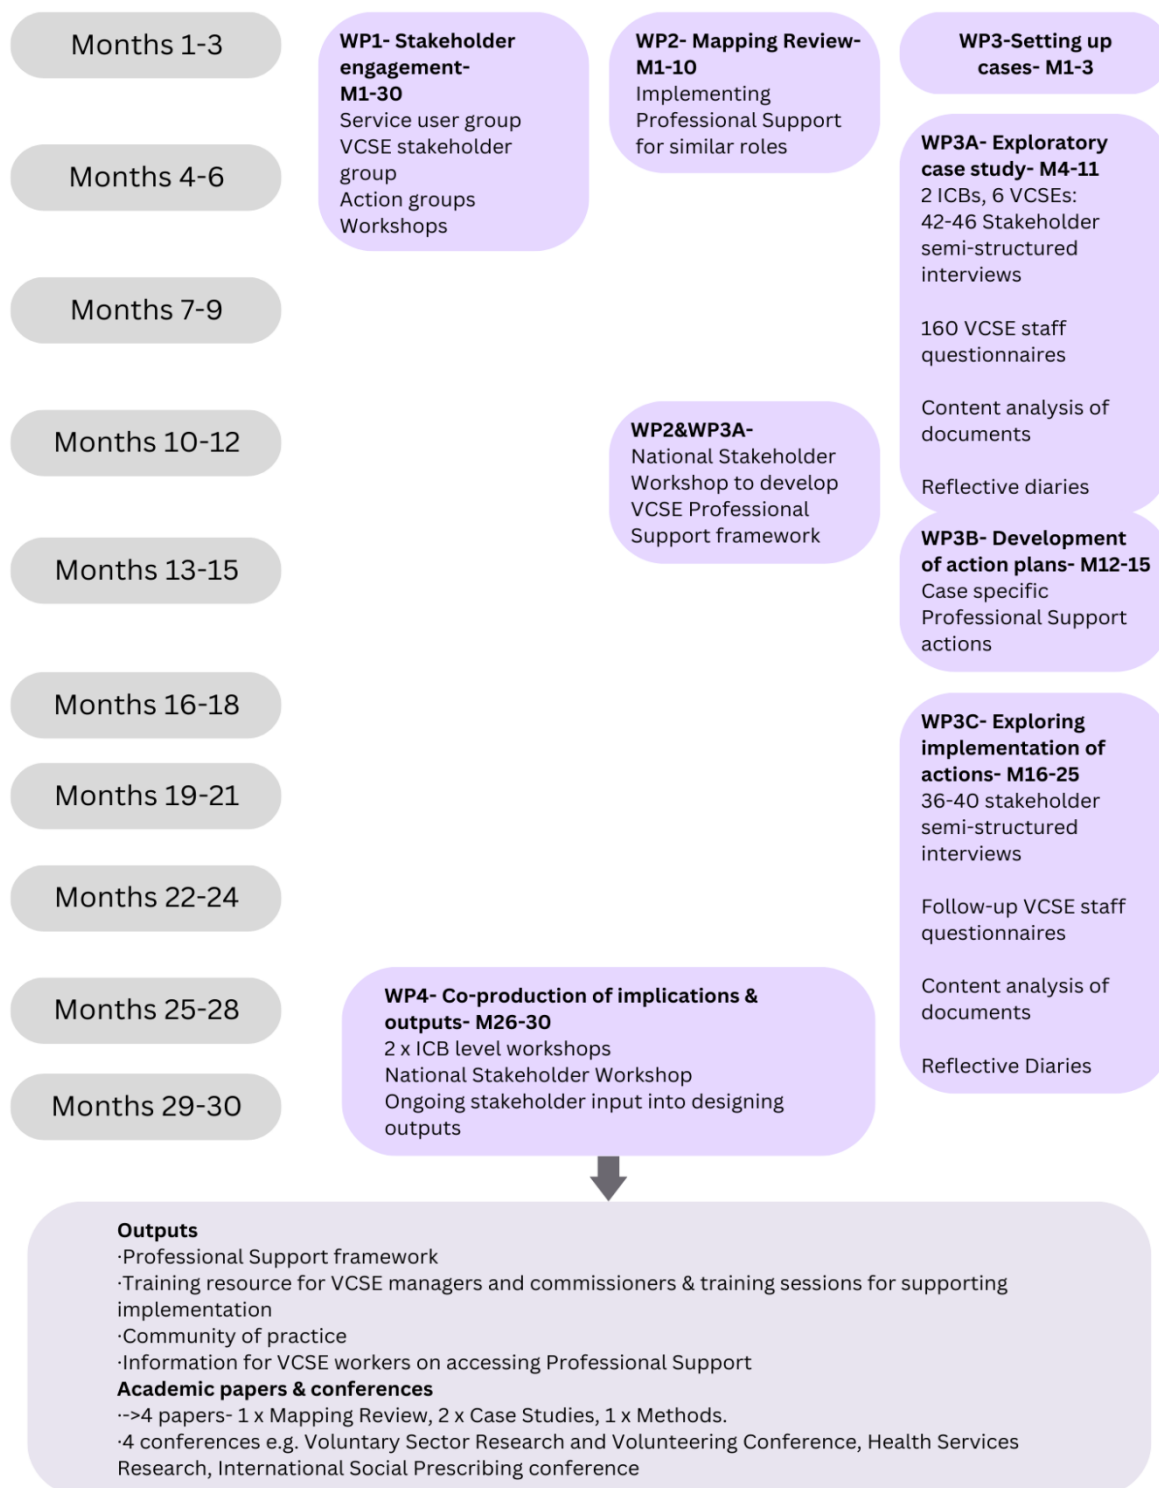 Months 1-3
Months 4-6
Months 7-9
Months 10-12
Months 13-15
Months 16-18
Months 19-21
Months 22-24
Months 25-28
Months 29-30
WP1- Stakeholder
engagement-
M1-30
Service user group
VCSE stakeholder
group
Action groups
Workshops
WP2- Mapping Review-
M1-10
Implementing
Professional Support
for similar roles
WP2&WP3A-
National Stakeholder
Workshop to develop
VCSE Professional
Support framework
WP3-Setting up
cases- M1-3
WP3A- Exploratory
case study- M4-11
2 ICBs, 6 VCSEs:
42-46 Stakeholder
semi-structured
interviews
160 VCSE staff
questionnaires
Content analysis of
documents
Reflective diaries
WP3B- Development
of action plans- M12-15
Case specific
Professional Support
actions
WP3C- Exploring
implementation of
actions- M16-25
36-40 stakeholder
semi-structured
interviews
Follow-up VCSE staff
questionnaires
Content analysis of
documents
Reflective Diaries
WP4- Co-production of implications &
outputs- M26-30
2 x ICB level workshops
National Stakeholder Workshop
Ongoing stakeholder input into designing
outputs
Outputs
·Professional Support framework
·Training resource for VCSE managers and commissioners & training sessions for supporting
implementation
·Community of practice
·Information for VCSE workers on accessing Professional Support
Academic papers & conferences
·->4 papers- 1 x Mapping Review, 2 x Case Studies, 1 x Methods.
·4 conferences e.g. Voluntary Sector Research and Volunteering Conference, Health Services
Research, International Social Prescribing conference